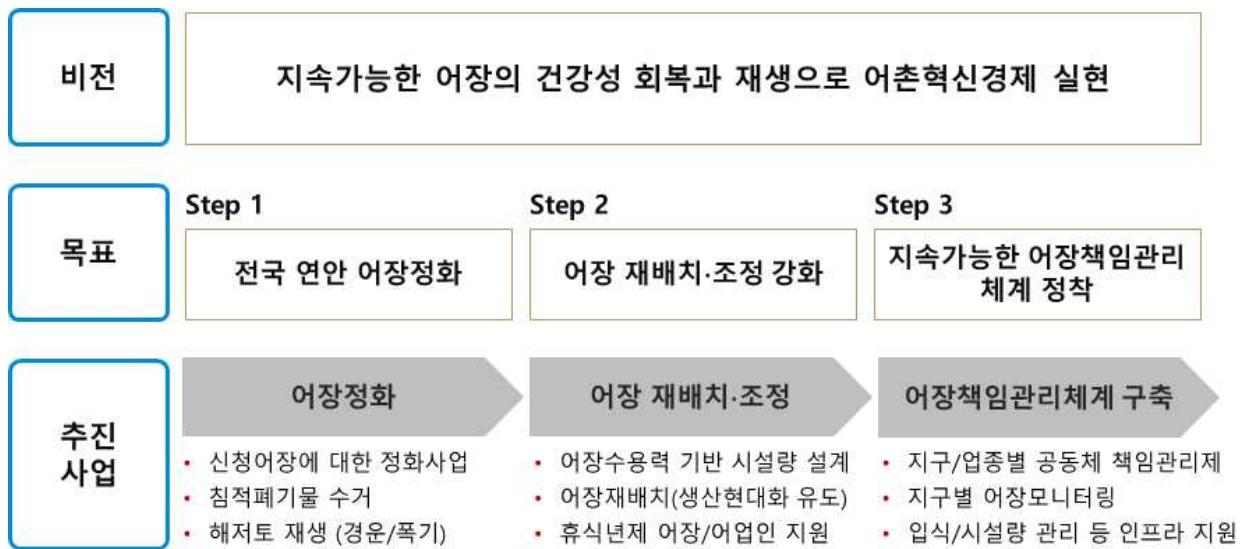 비전
지속가능한 어장의 건강성 회복과 재생으로 어촌혁신경제 실현
목표
Step 1
전국 연안 어장정화
Step 2
어장 재배치·조정 강화
Step 3
지속가능한 어장책임관리
체계 정착
추진
사업
어장정화
• 신청어장에 대한 정화사업
• 침적폐기물 수거
• 해저토 재생 (경운/폭기)
어장 재배치·조정
• 어장수용력 기반 시설량 설계
• 어장재배치(생산현대화 유도)
• 휴식년제 어장/어업인 지원
어장책임관리체계 구축
• 지구/업종별 공동체 책임관리제
• 지구별 어장모니터링
• 입식/시설량 관리 등 인프라 지원